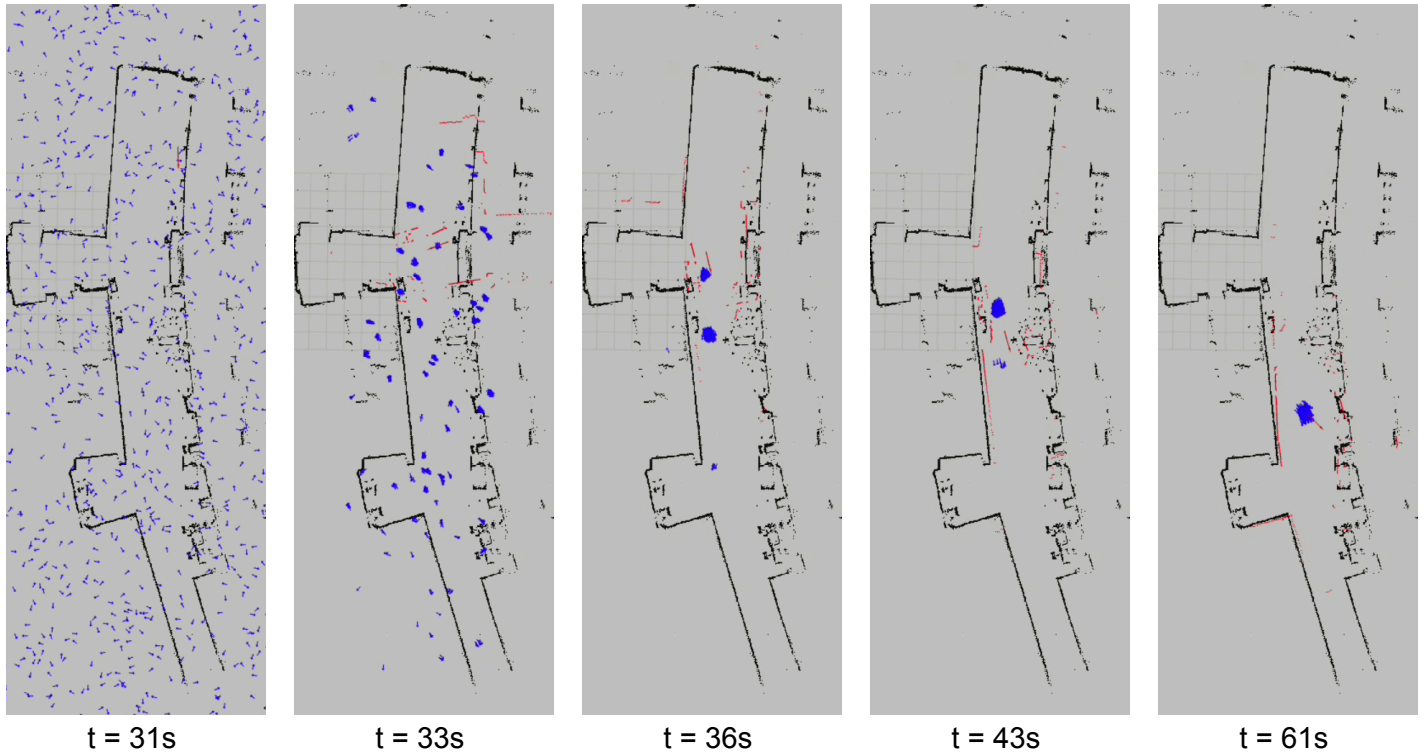 t = 31s
t = 33s
t = 36s
t = 43s
t = 61s